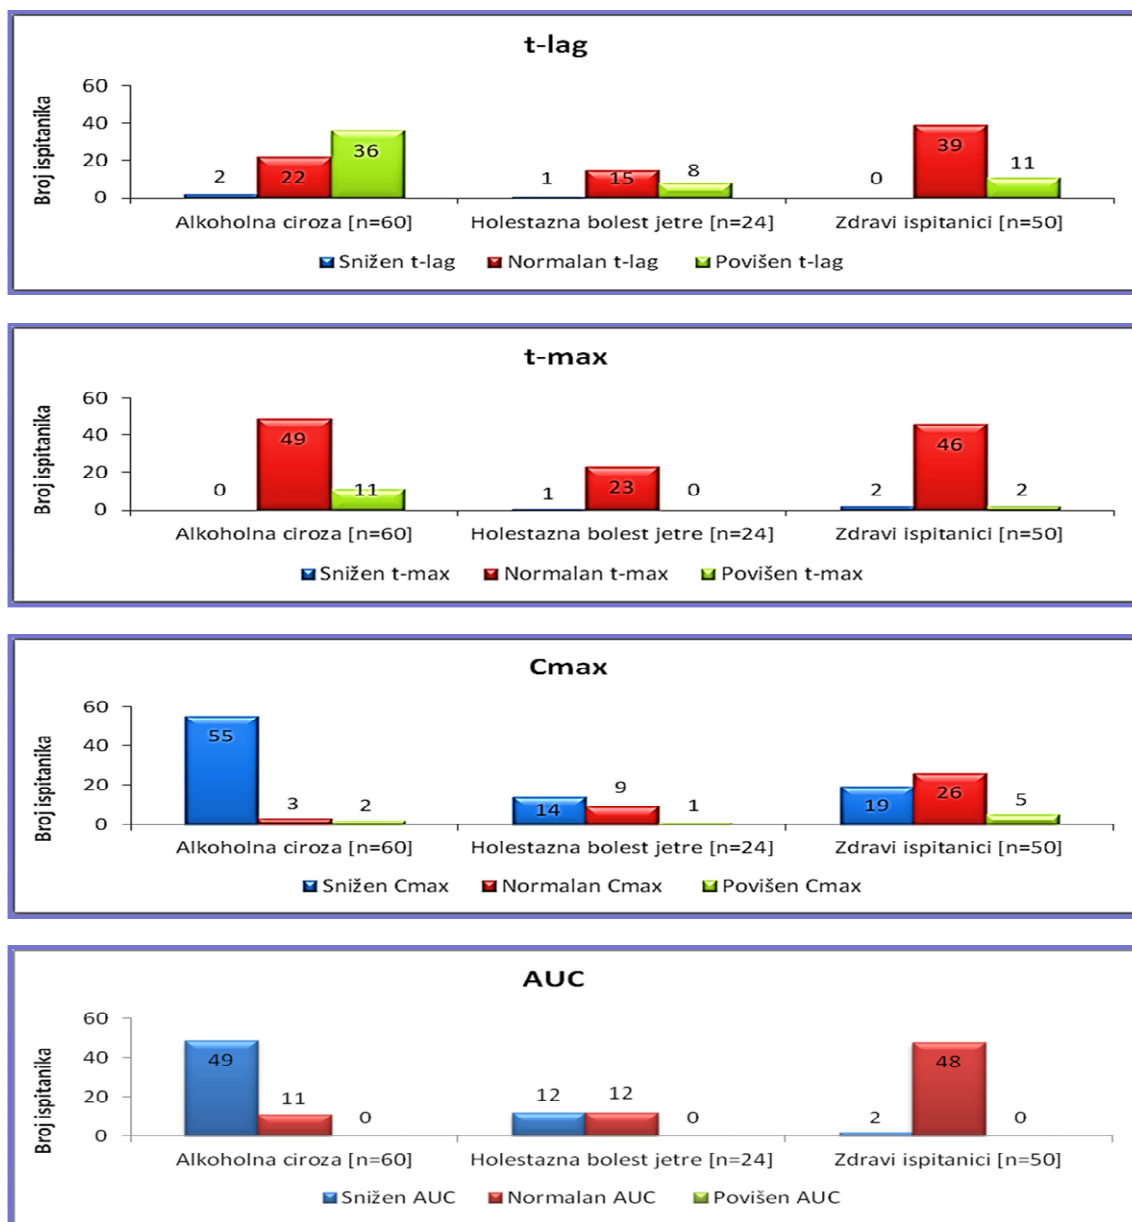 t-lag
60
40
20
0
Broj ispitanika
2 22 36 1 15 8 0 39 11
Alkoholna ciroza [n=60] Holestazna bolest jetre [n=24] Zdravi ispitanici [n=50]
Snižen t-lag Normalan t-lag Povišen t-lag
t-max
60
40
20
0
Broj ispitanika
0 49 11 1 23 0 2 46 2
Alkoholna ciroza [n=60] Holestazna bolest jetre [n=24] Zdravi ispitanici [n=50]
Snižen t-max Normalan t-max Povišen t-max
Cmax
60
40
20
0
Broj ispitanika
55 3 2 14 9 1 19 26 5
Alkoholna ciroza [n=60] Holestazna bolest jetre [n=24] Zdravi ispitanici [n=50]
Snižen Cmax Normalan Cmax Povišen Cmax
AUC
60
40
20
0
Broj ispitanika
49 11 0 12 12 0 2 48 0
Alkoholna ciroza [n=60] Holestazna bolest jetre [n=24] Zdravi ispitanici [n=50]
Snižen AUC Normalan AUC Povišen AUC